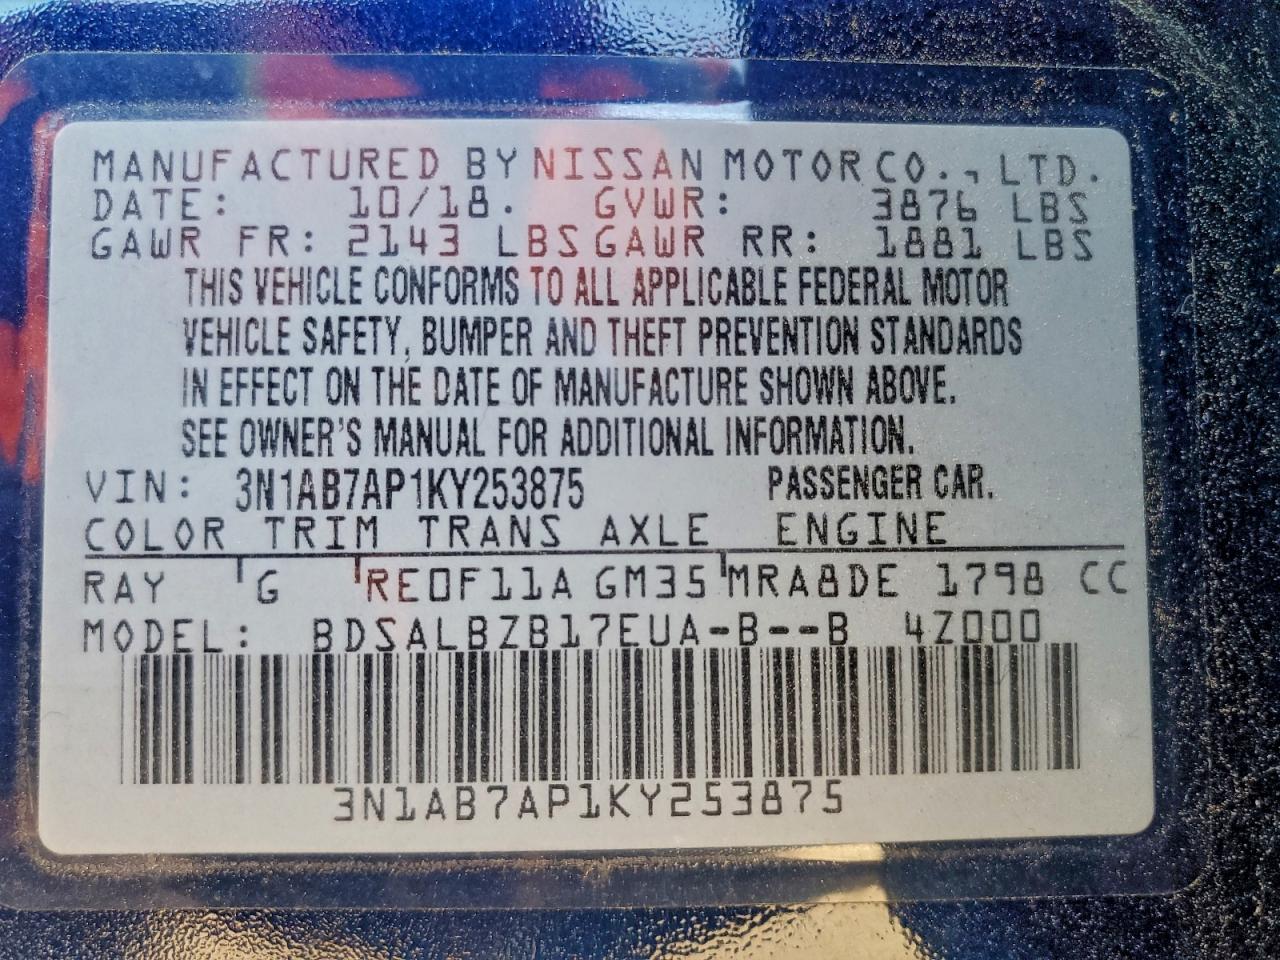 MANUFACTURED BY NISSAN MOTOR CO., LTD.
DATE: 10/18. GVWR: 3876 LBS
GAWR FR: 2143 LBS GAWR RR: 1881 LBS
THIS VEHICLE CONFORMS TO ALL APPLICABLE FEDERAL MOTOR
VEHICLE SAFETY, BUMPER AND THEFT PREVENTION STANDARDS
IN EFFECT ON THE DATE OF MANUFACTURE SHOWN ABOVE.
SEE OWNER'S MANUAL FOR ADDITIONAL INFORMATION.
VIN: 3N1AB7AP1KY253875 PASSENGER CAR.
COLOR TRIM TRANS AXLE ENGINE
RAY G RE0F11A GM35 MRA8DE 1798 CC
MODEL: BDSALBZB17EUA-B--B 4Z000
3N1AB7AP1KY253875